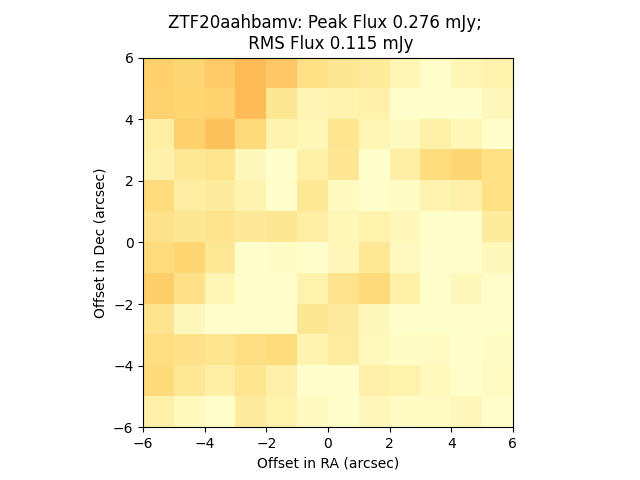 ZTF20aahbamv: Peak Flux 0.276 mJy;
RMS Flux 0.115 mJy
6
4
2
0
−2
−4
−6
Offset in Dec (arcsec)
−6 −4 −2 0 2 4 6
Offset in RA (arcsec)